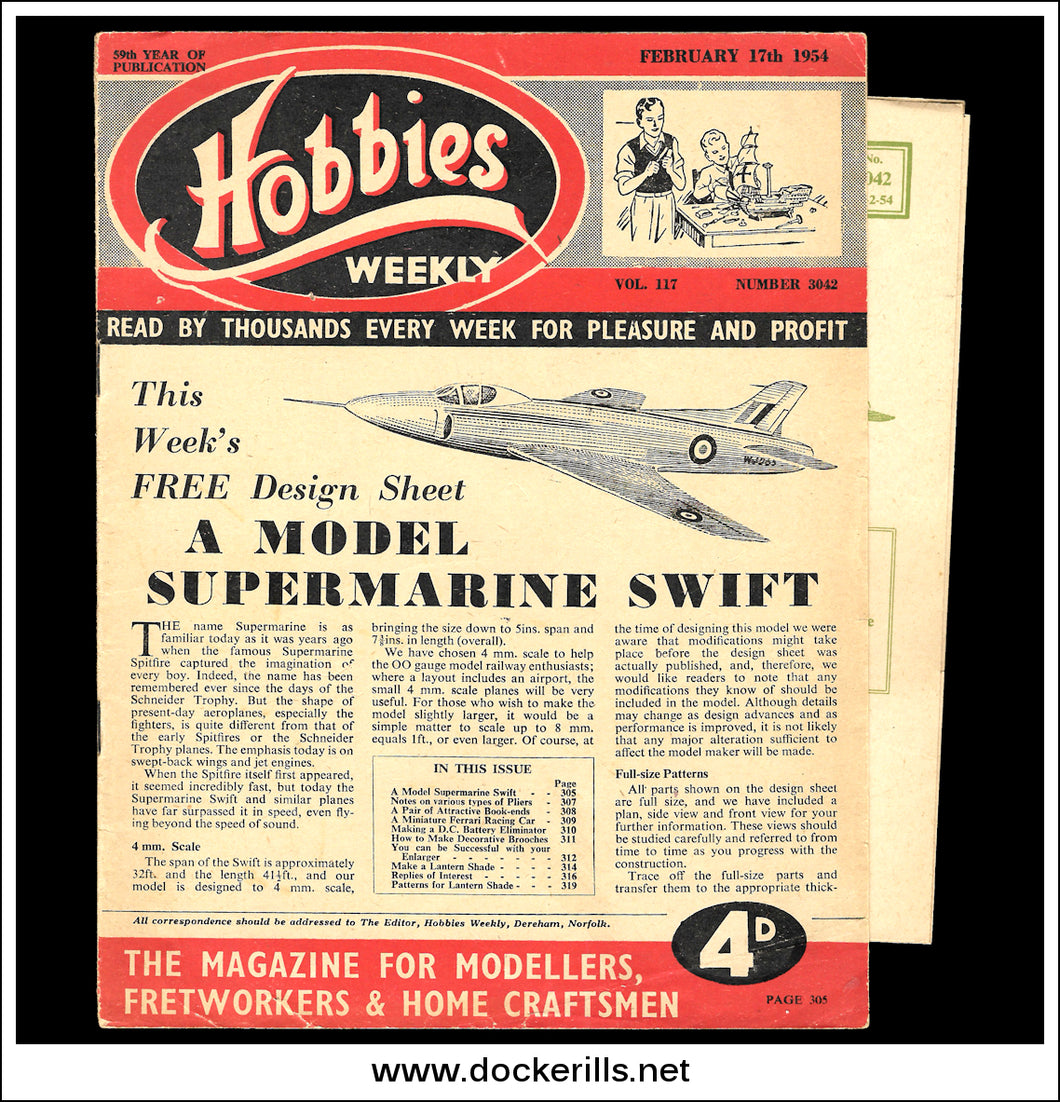 59th YEAR OF
PUBLICATION
FEBRUARY 17th 1954
Hobbies
WEEKLY
VOL. 117 NUMBER 3042
READ BY THOUSANDS EVERY WEEK FOR PLEASURE AND PROFIT
This
Week's
FREE Design Sheet
A MODEL
SUPERMARINE SWIFT
THE name Supermarine is as
familiar today as it was years ago
when the famous Supermarine
Spitfire captured the imagination of
every boy. Indeed, the name has been
remembered ever since the days of the
Schneider Trophy. But the shape of
present-day aeroplanes, especially the
fighters, is quite different from that of
the early Spitfires or the Schneider
Trophy planes. The emphasis today is on
swept-back wings and jet engines.
When the Spitfire itself first appeared,
it seemed incredibly fast, but today the
Supermarine Swift and similar planes
have far surpassed it in speed, even fly-
ing beyond the speed of sound.
4 mm. Scale
The span of the Swift is approximately
32ft. and the length 41½ft., and our
model is designed to 4 mm. scale,
bringing the size down to 5ins. span and
in length (overall).
We have chosen 4 mm. scale to help
the OO gauge model railway enthusiasts;
where a layout includes an airport, the
small 4 mm. scale planes will be very
useful. For those who wish to make the
model slightly larger, it would be a
simple matter to scale up to 8 mm.
equals 1ft., or even larger. Of course, at
IN THIS ISSUE
Page
A Model Supermarine Swift - - 305
Notes on various types of Pliers - 307
A Pair of Attractive Book-ends - 308
A Miniature Ferrari Racing Car - 309
Making a D.C. Battery Eliminator 310
How to Make Decorative Brooches 311
You can be Successful with your
Enlarger - - - - - - - 312
Make a Lantern Shade - - - - 314
Replies of Interest - - - - - 316
Patterns for Lantern Shade - - - 319
the time of designing this model we were
aware that modifications might take
place before the design sheet was
actually published, and, therefore, we
would like readers to note that any
modifications they know of should be
included in the model. Although details
may change as design advances and as
performance is improved, it is not likely
that any major alteration sufficient to
affect the model maker will be made.
Full-size Patterns
All parts shown on the design sheet
are full size, and we have included a
plan, side view and front view for your
further information. These views should
be studied carefully and referred to from
time to time as you progress with the
construction.
Trace off the full-size parts and
transfer them to the appropriate thick-
All correspondence should be addressed to The Editor, Hobbies Weekly, Dereham, Norfolk.
4D
THE MAGAZINE FOR MODELLERS,
FRETWORKERS & HOME CRAFTSMEN
PAGE 305
No.
042
2-54
e
www.dockerills.net